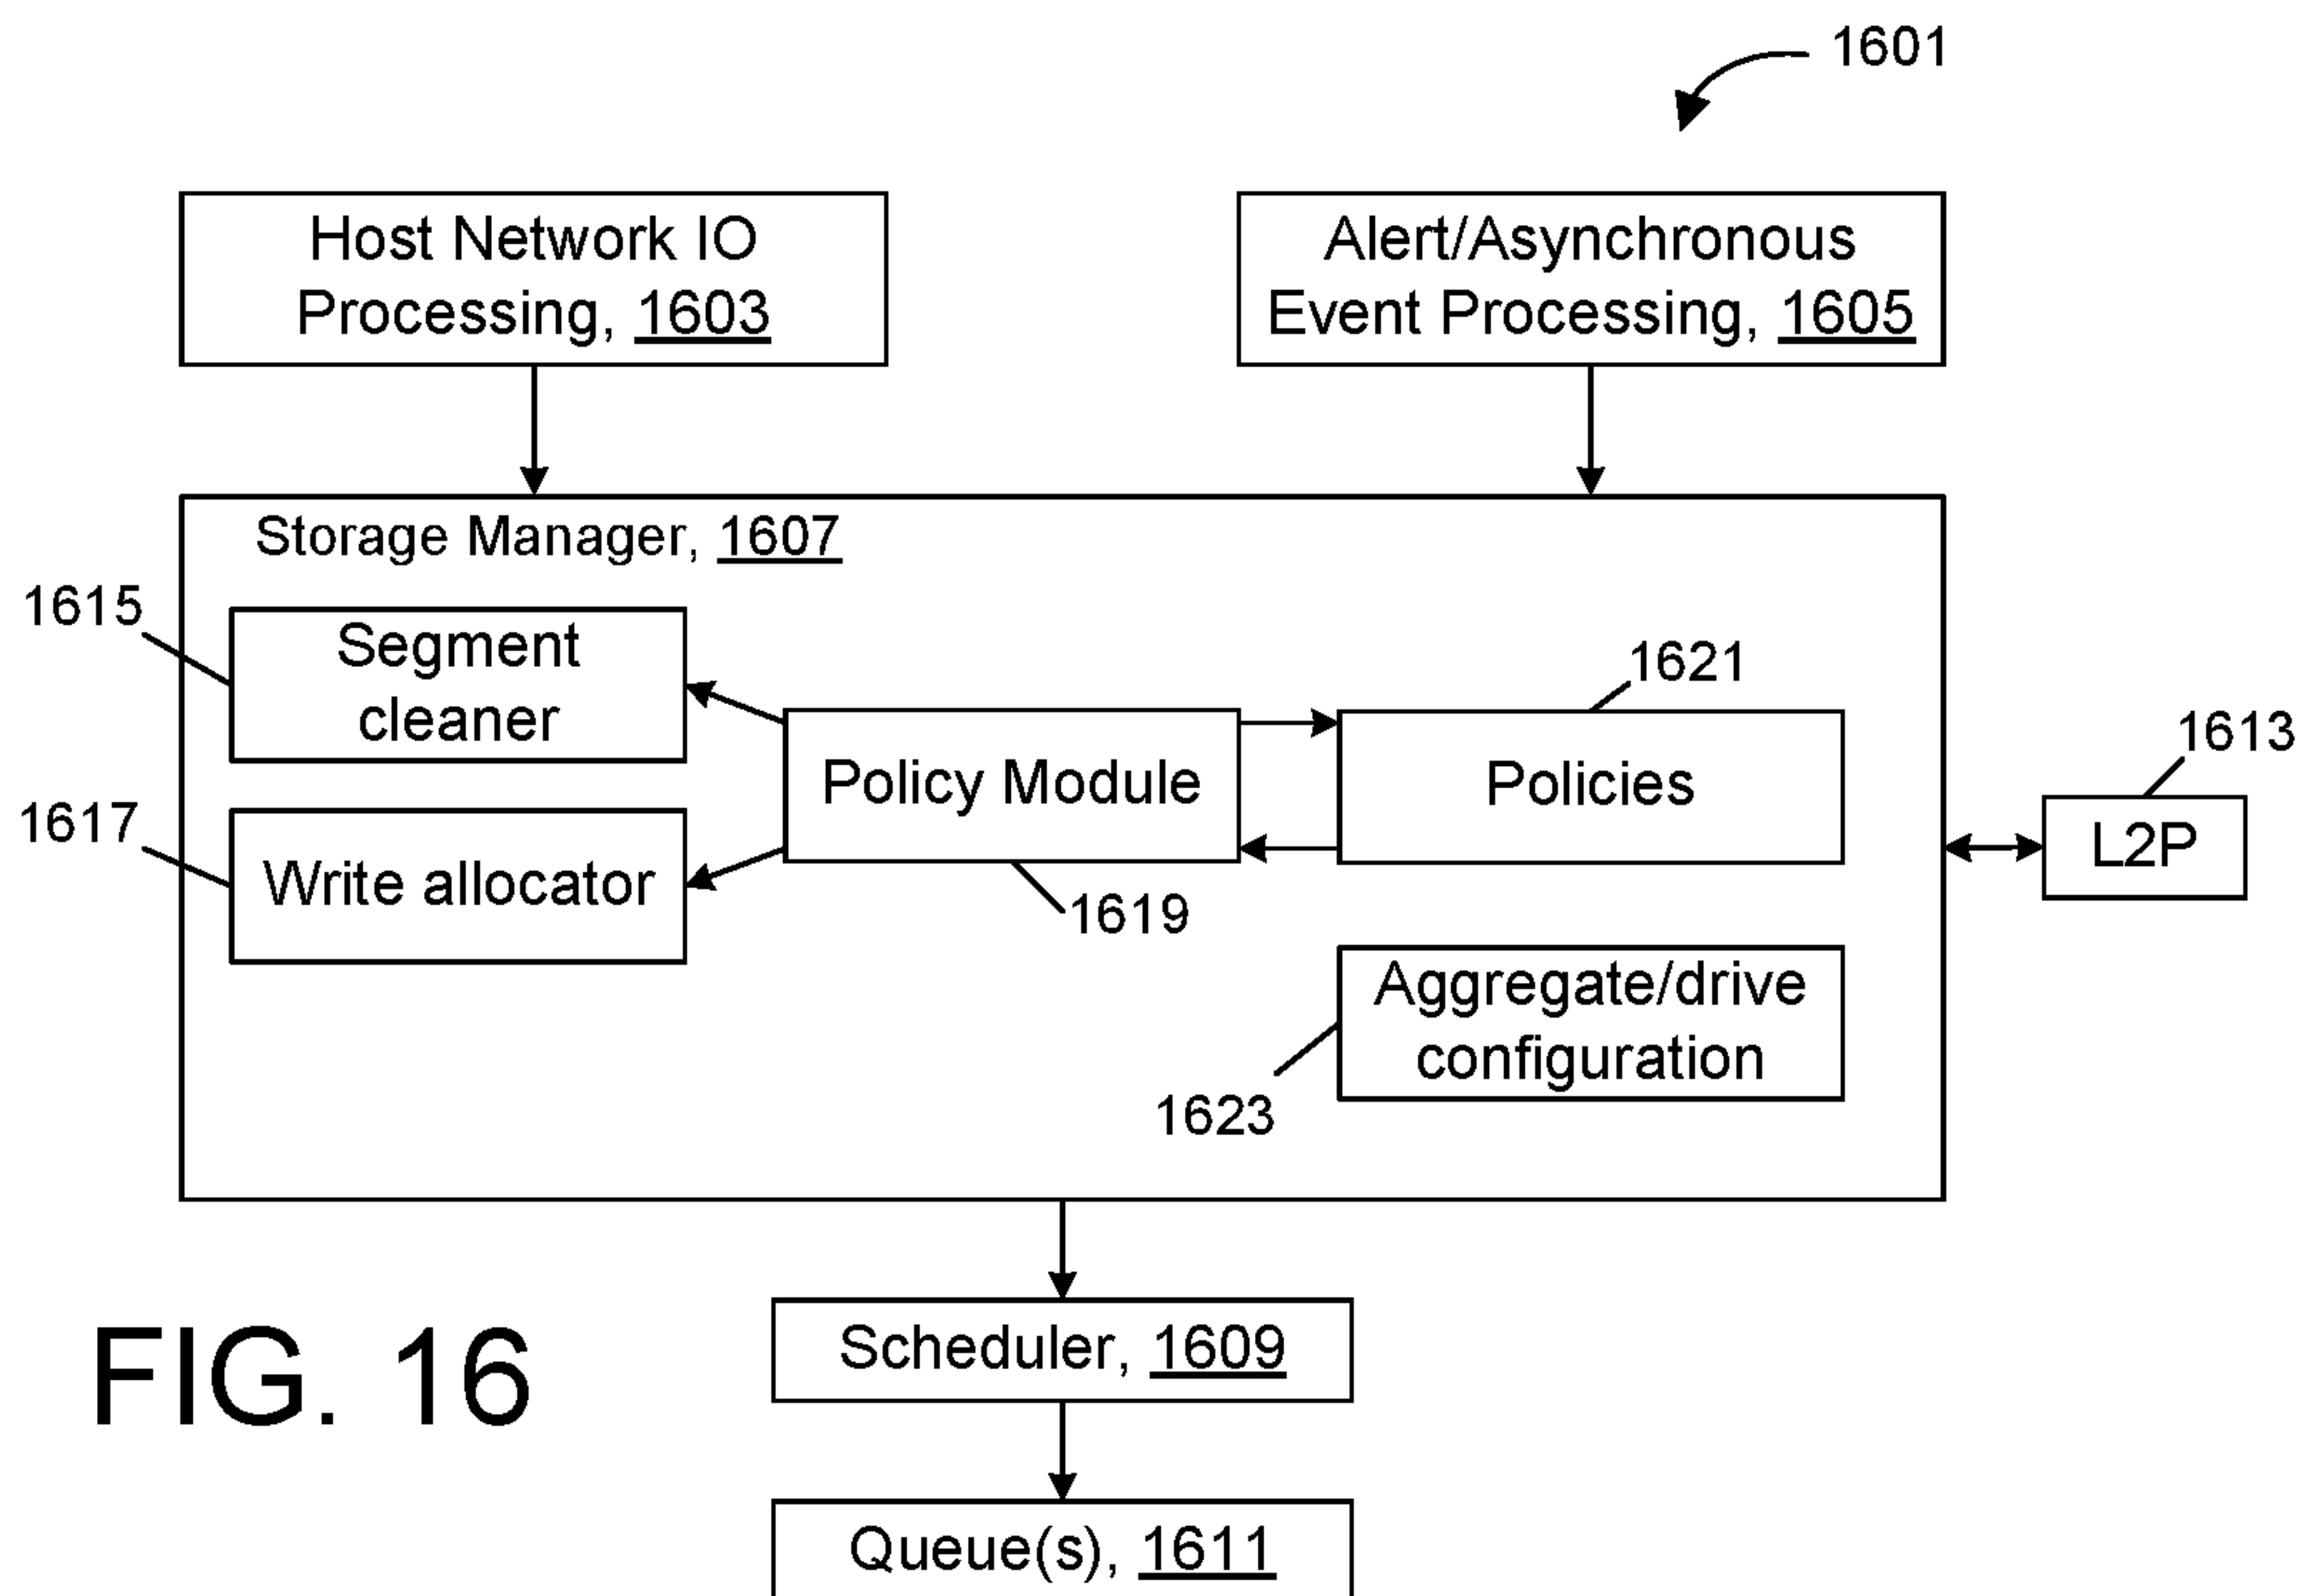 1601
Host Network IO
Processing, 1603
Alert/Asynchronous
Event Processing, 1605
Storage Manager, 1607
1615
Segment
cleaner
1621
1613
Policy Module
Policies
1617
L2P
Write allocator
1619
Aggregate/drive
configuration
1623
Scheduler, 1609
FIG. 16
Queue(s), 1611